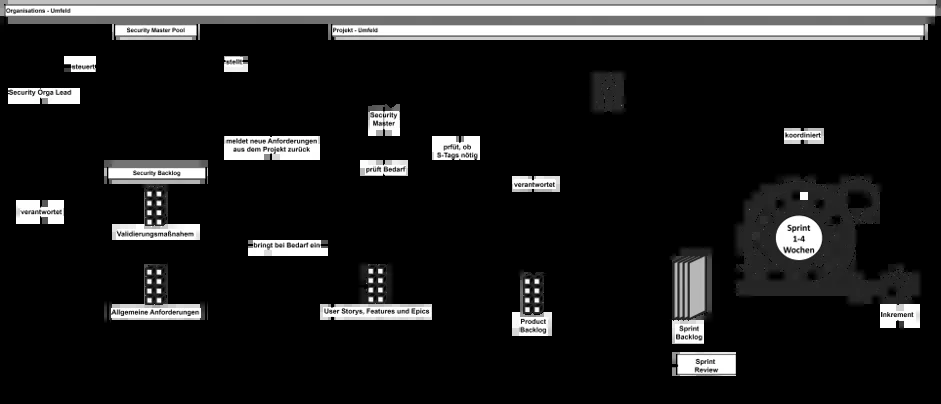 Organisations - Umfeld
Security Master Pool
Projekt - Umfeld
steuert
stellt
Security Orga Lead
Security
Master
koordiniert
meldet neue Anforderungen
aus dem Projekt zurück
prfüt, ob
S-Tags nötig
prüft Bedarf
Security Backlog
verantwortet
verantwortet
Validierungsmaßnahem
Sprint
1-4
Wochen
bringt bei Bedarf ein
Allgemeine Anforderungen
User Storys, Features und Epics
Product
Backlog
Inkrement
Sprint
Backlog
Sprint
Review